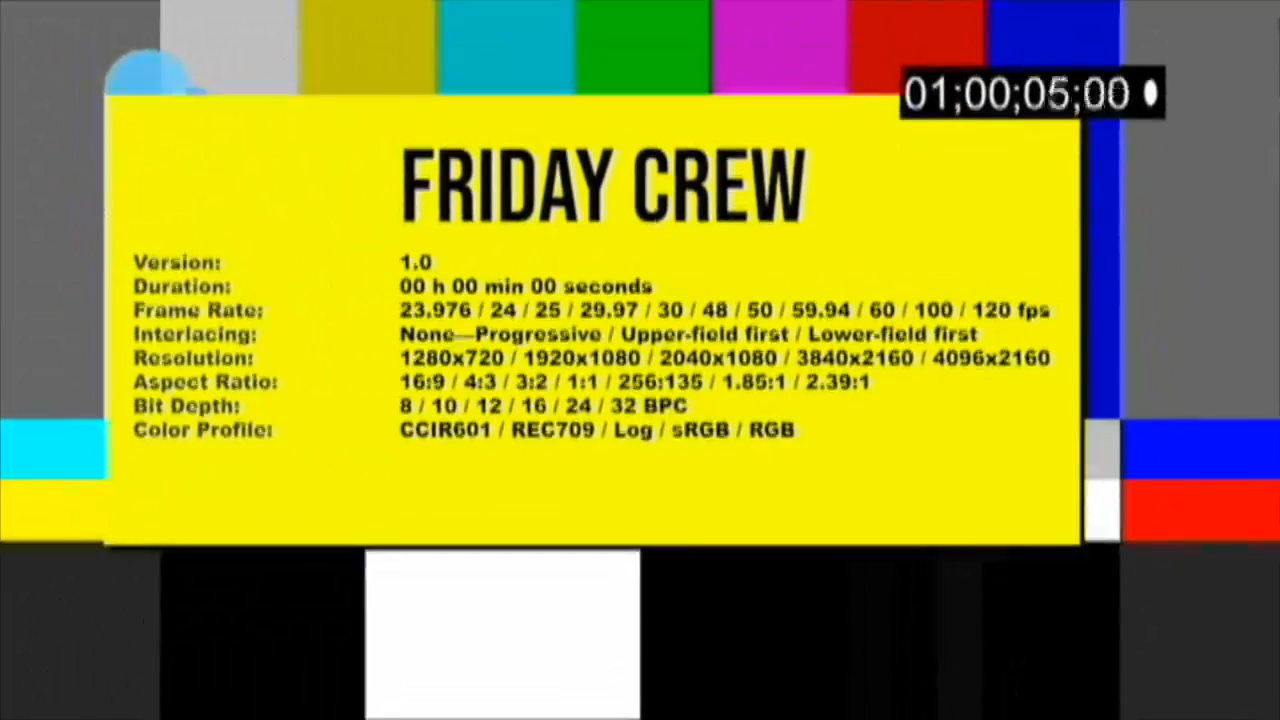 01;00;05;00
FRIDAY CREW
Version: 1.0
Duration: 00 h 00 min 00 seconds
Frame Rate: 23.976 / 24 / 25 / 29.97 / 30 / 48 / 50 / 59.94 / 60 / 100 / 120 fps
Interlacing: None—Progressive / Upper-field first / Lower-field first
Resolution: 1280x720 / 1920x1080 / 2040x1080 / 3840x2160 / 4096x2160
Aspect Ratio: 16:9 / 4:3 / 3:2 / 1:1 / 256:135 / 1.85:1 / 2.39:1
Bit Depth: 8 / 10 / 12 / 16 / 24 / 32 BPC
Color Profile: CCIR601 / REC709 / Log / sRGB / RGB